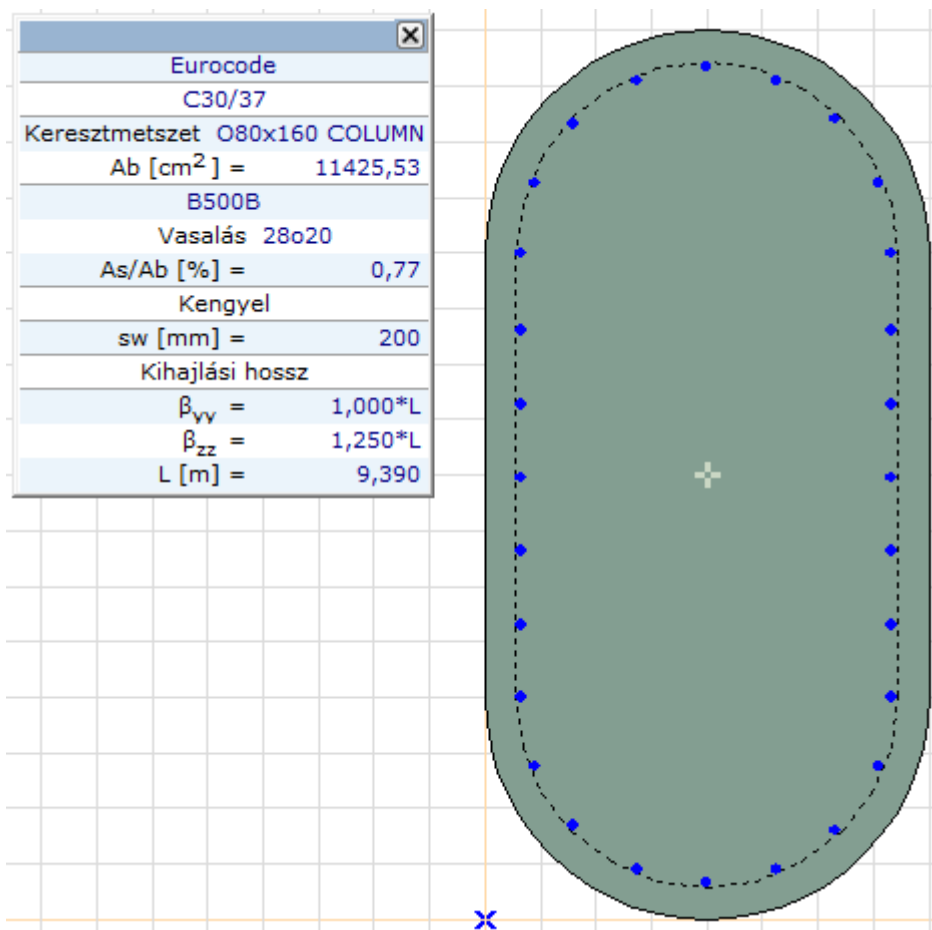 Eurocode
C30/37
Keresztmetszet O80x160 COLUMN
Ab [cm²] = 11425,53
B500B
Vasalás 28o20
As/Ab [%] = 0,77
Kengyel
sw [mm] = 200
Kihajlási hossz
βyy = 1,000*L
βzz = 1,250*L
L [m] = 9,390